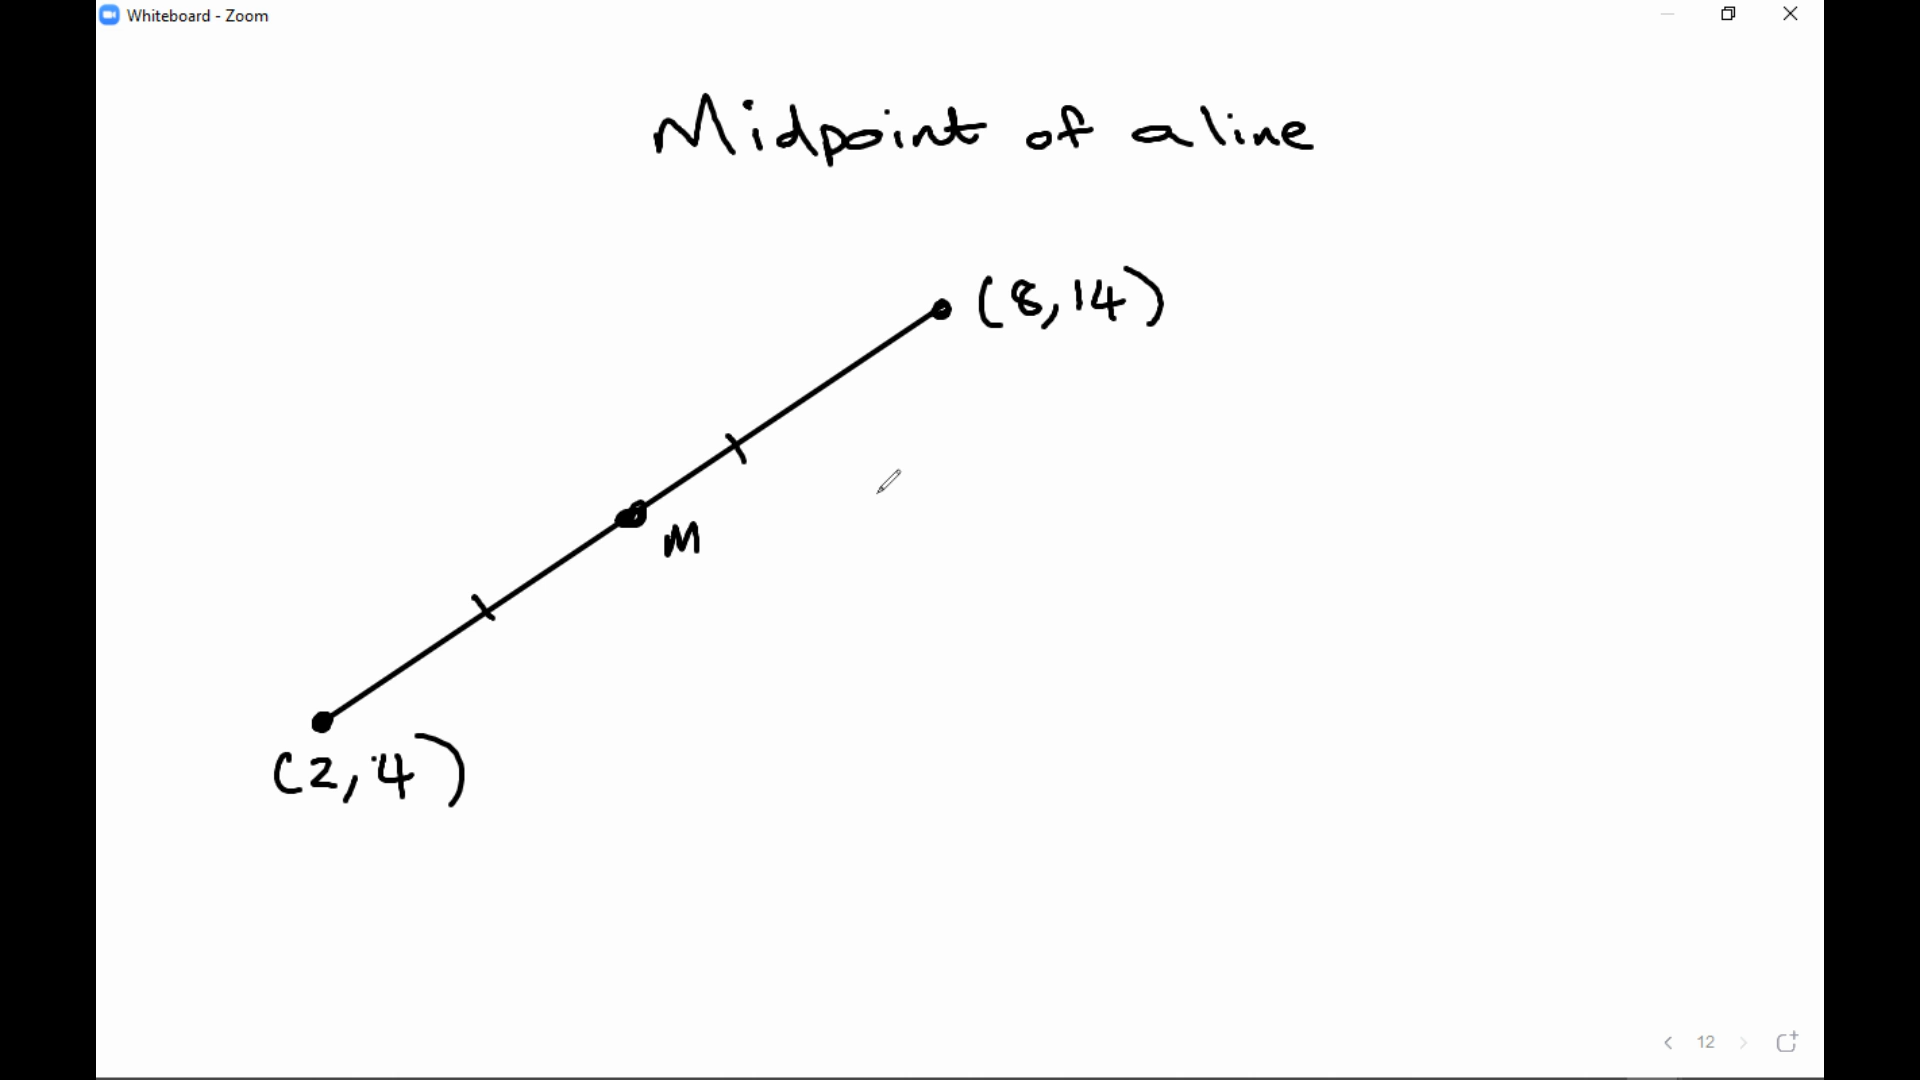 Whiteboard - Zoom
Midpoint of a line
(8,14)
M
(2,4)
12